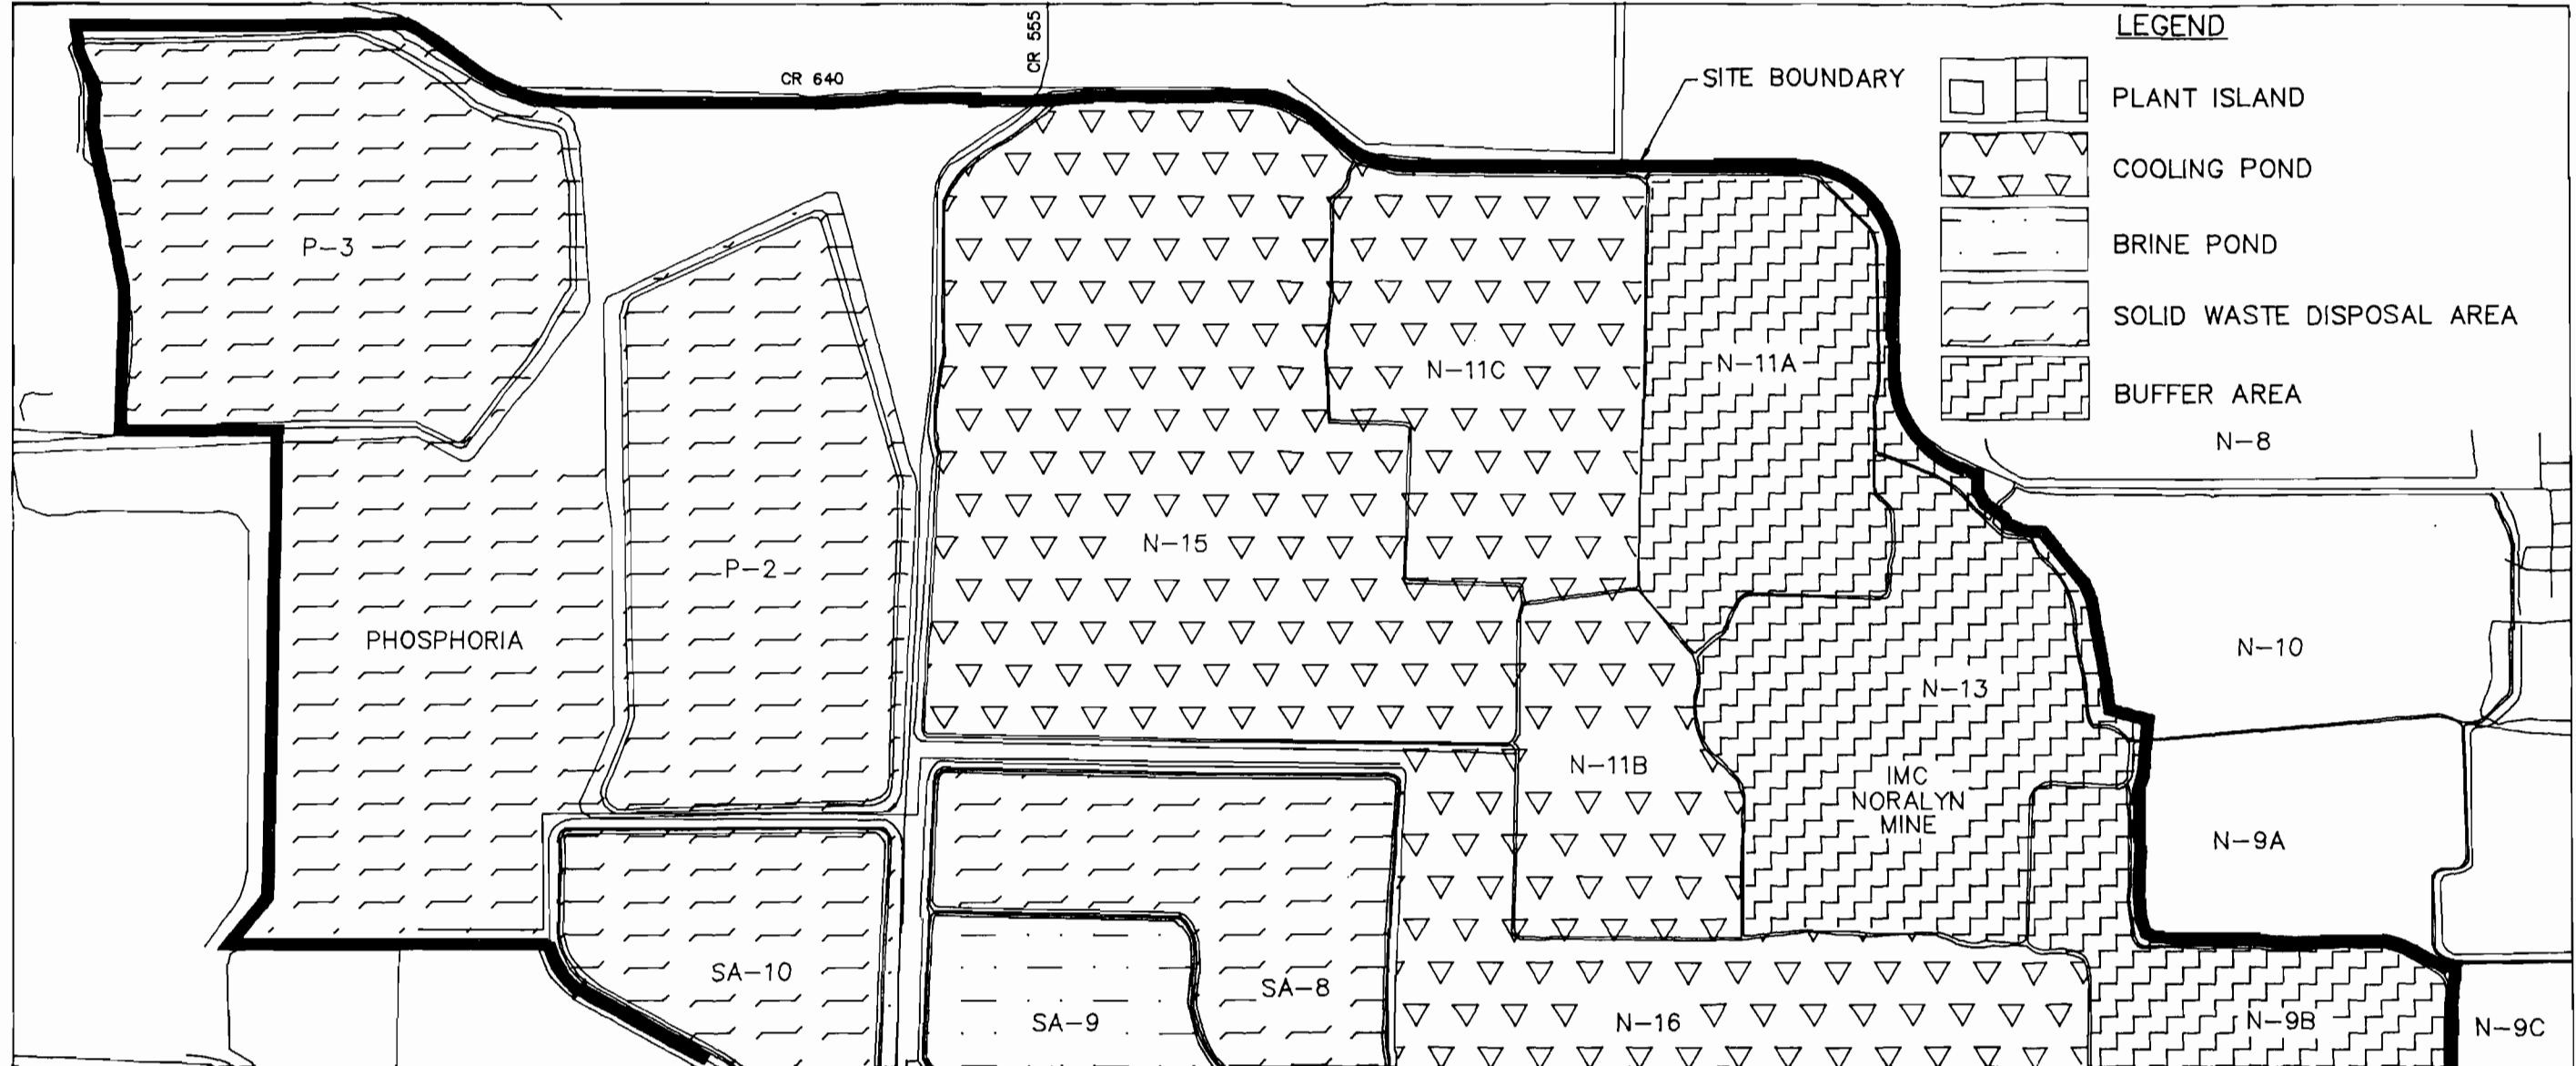 LEGEND
CR 555
CR 640
SITE BOUNDARY
PLANT ISLAND
COOLING POND
BRINE POND
SOLID WASTE DISPOSAL AREA
BUFFER AREA
P-3
N-11C
N-11A
N-8
N-15
P-2
PHOSPHORIA
N-10
N-13
N-11B
IMC
NORALYN
MINE
N-9A
SA-10
SA-8
SA-9
N-16
N-9B
N-9C